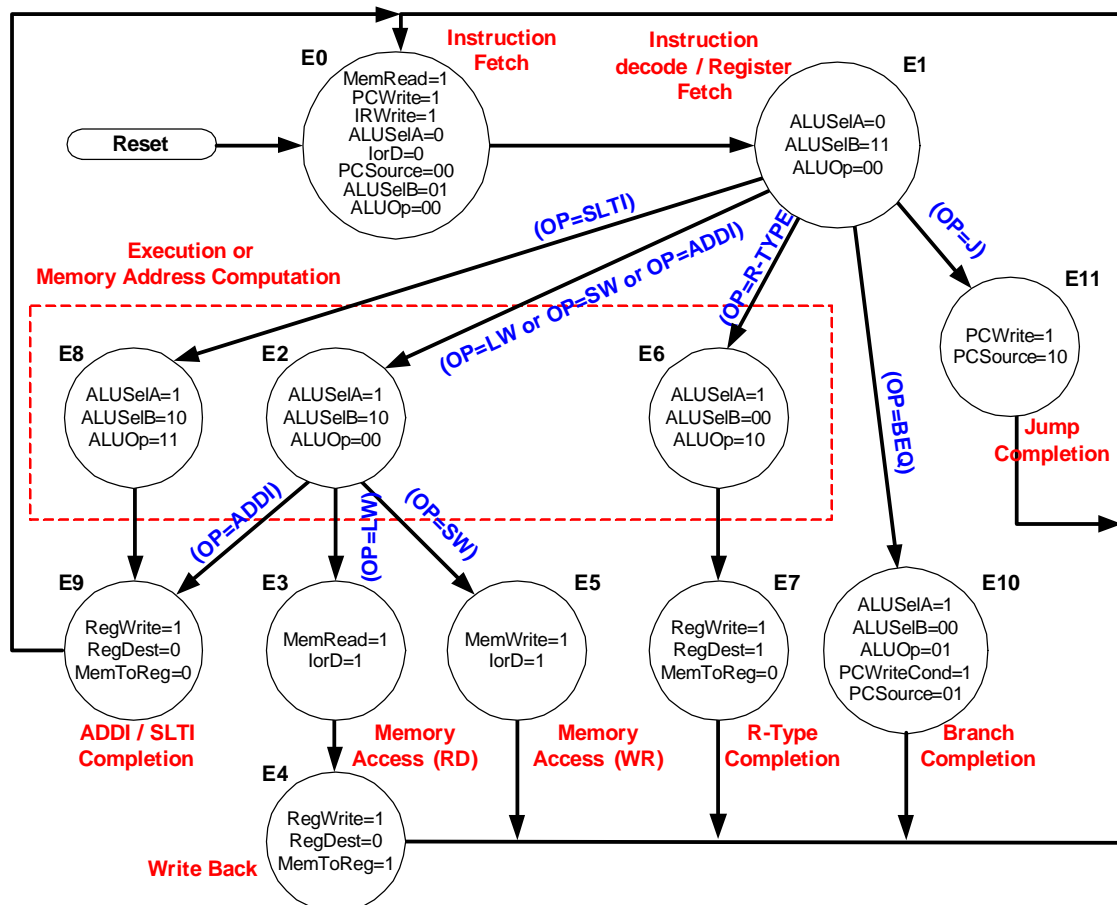 E0
Instruction
Fetch
Instruction
decode / Register
Fetch
E1
MemRead=1
PCWrite=1
IRWrite=1
ALUSelA=0
IorD=0
PCSource=00
ALUSelB=01
ALUOp=00
Reset
ALUSelA=0
ALUSelB=11
ALUOp=00
(OP=SLTI)
(OP=LW or OP=SW or OP=ADDI)
(OP=R-TYPE)
(OP=J)
(OP=BEQ)
Execution or
Memory Address Computation
E11
PCWrite=1
PCSource=10
Jump
Completion
E8
ALUSelA=1
ALUSelB=10
ALUOp=11
E2
ALUSelA=1
ALUSelB=10
ALUOp=00
E6
ALUSelA=1
ALUSelB=00
ALUOp=10
(OP=ADDI)
(OP=LW)
(OP=SW)
E9
RegWrite=1
RegDest=0
MemToReg=0
ADDI / SLTI
Completion
E3
MemRead=1
IorD=1
Memory
Access (RD)
E5
MemWrite=1
IorD=1
Memory
Access (WR)
E7
RegWrite=1
RegDest=1
MemToReg=0
R-Type
Completion
E10
ALUSelA=1
ALUSelB=00
ALUOp=01
PCWriteCond=1
PCSource=01
Branch
Completion
E4
RegWrite=1
RegDest=0
MemToReg=1
Write Back